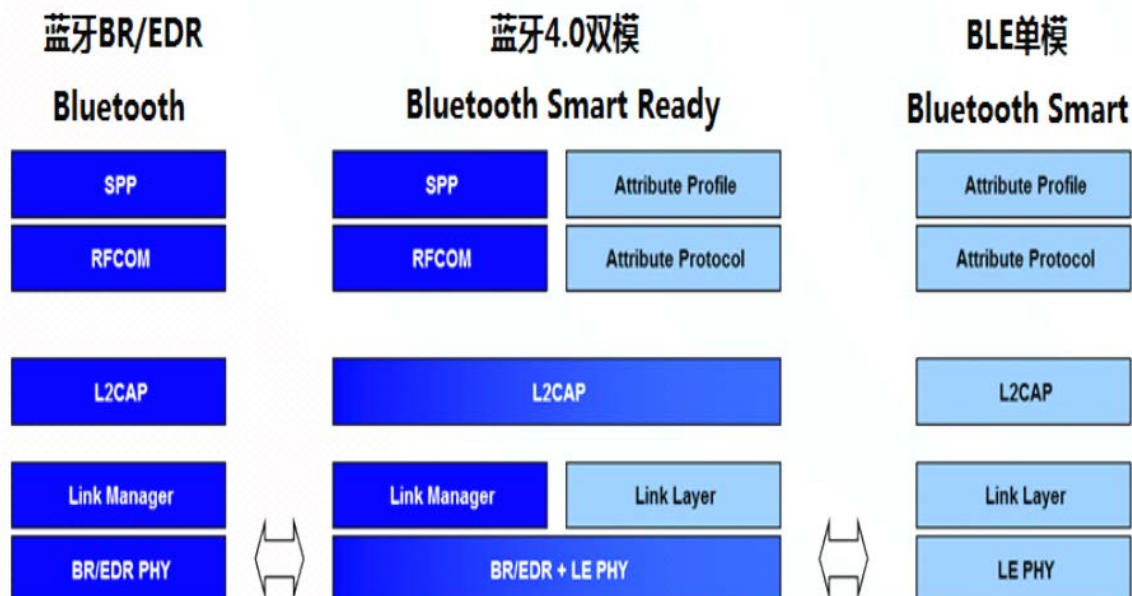 蓝牙BR/EDR
蓝牙4.0双模
BLE单模
Bluetooth
Bluetooth Smart Ready
Bluetooth Smart
SPP
SPP
Attribute Profile
Attribute Profile
RFCOM
RFCOM
Attribute Protocol
Attribute Protocol
L2CAP
L2CAP
L2CAP
Link Manager
Link Manager
Link Layer
Link Layer
BR/EDR PHY
BR/EDR + LE PHY
LE PHY